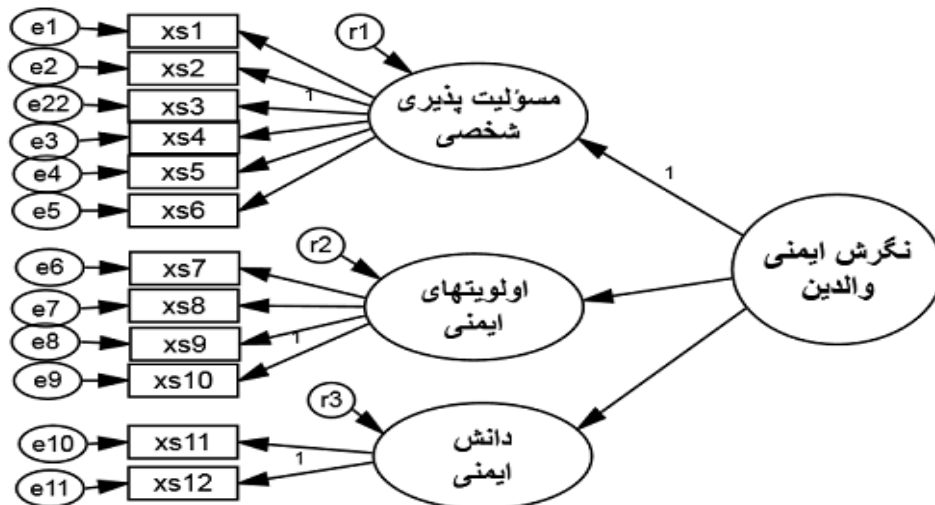 e1
xs1
r1
e2
xs2
e22
xs3
1
e3
xs4
e4
xs5
e5
xs6
مسؤلیت پذیری
شخصی
1
نگرش ایمنی
والدین
r2
e6
xs7
e7
xs8
e8
xs9
1
e9
xs10
اولویتهای
ایمنی
r3
e10
xs11
1
e11
xs12
دانش
ایمنی